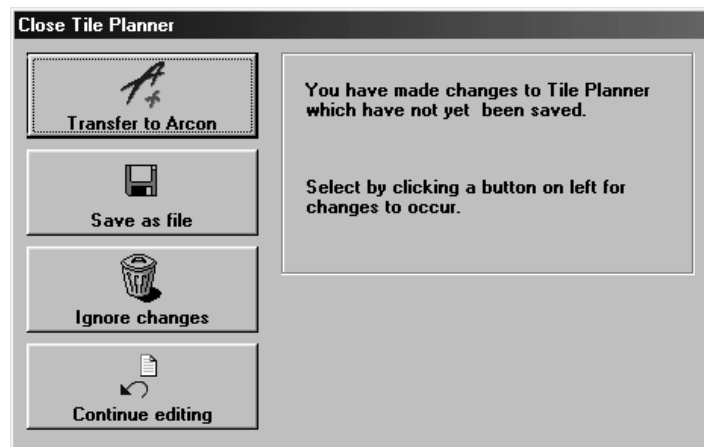 Close Tile Planner
Transfer to Arcon
Save as file
Ignore changes
Continue editing
You have made changes to Tile Planner
which have not yet been saved.
Select by clicking a button on left for
changes to occur.